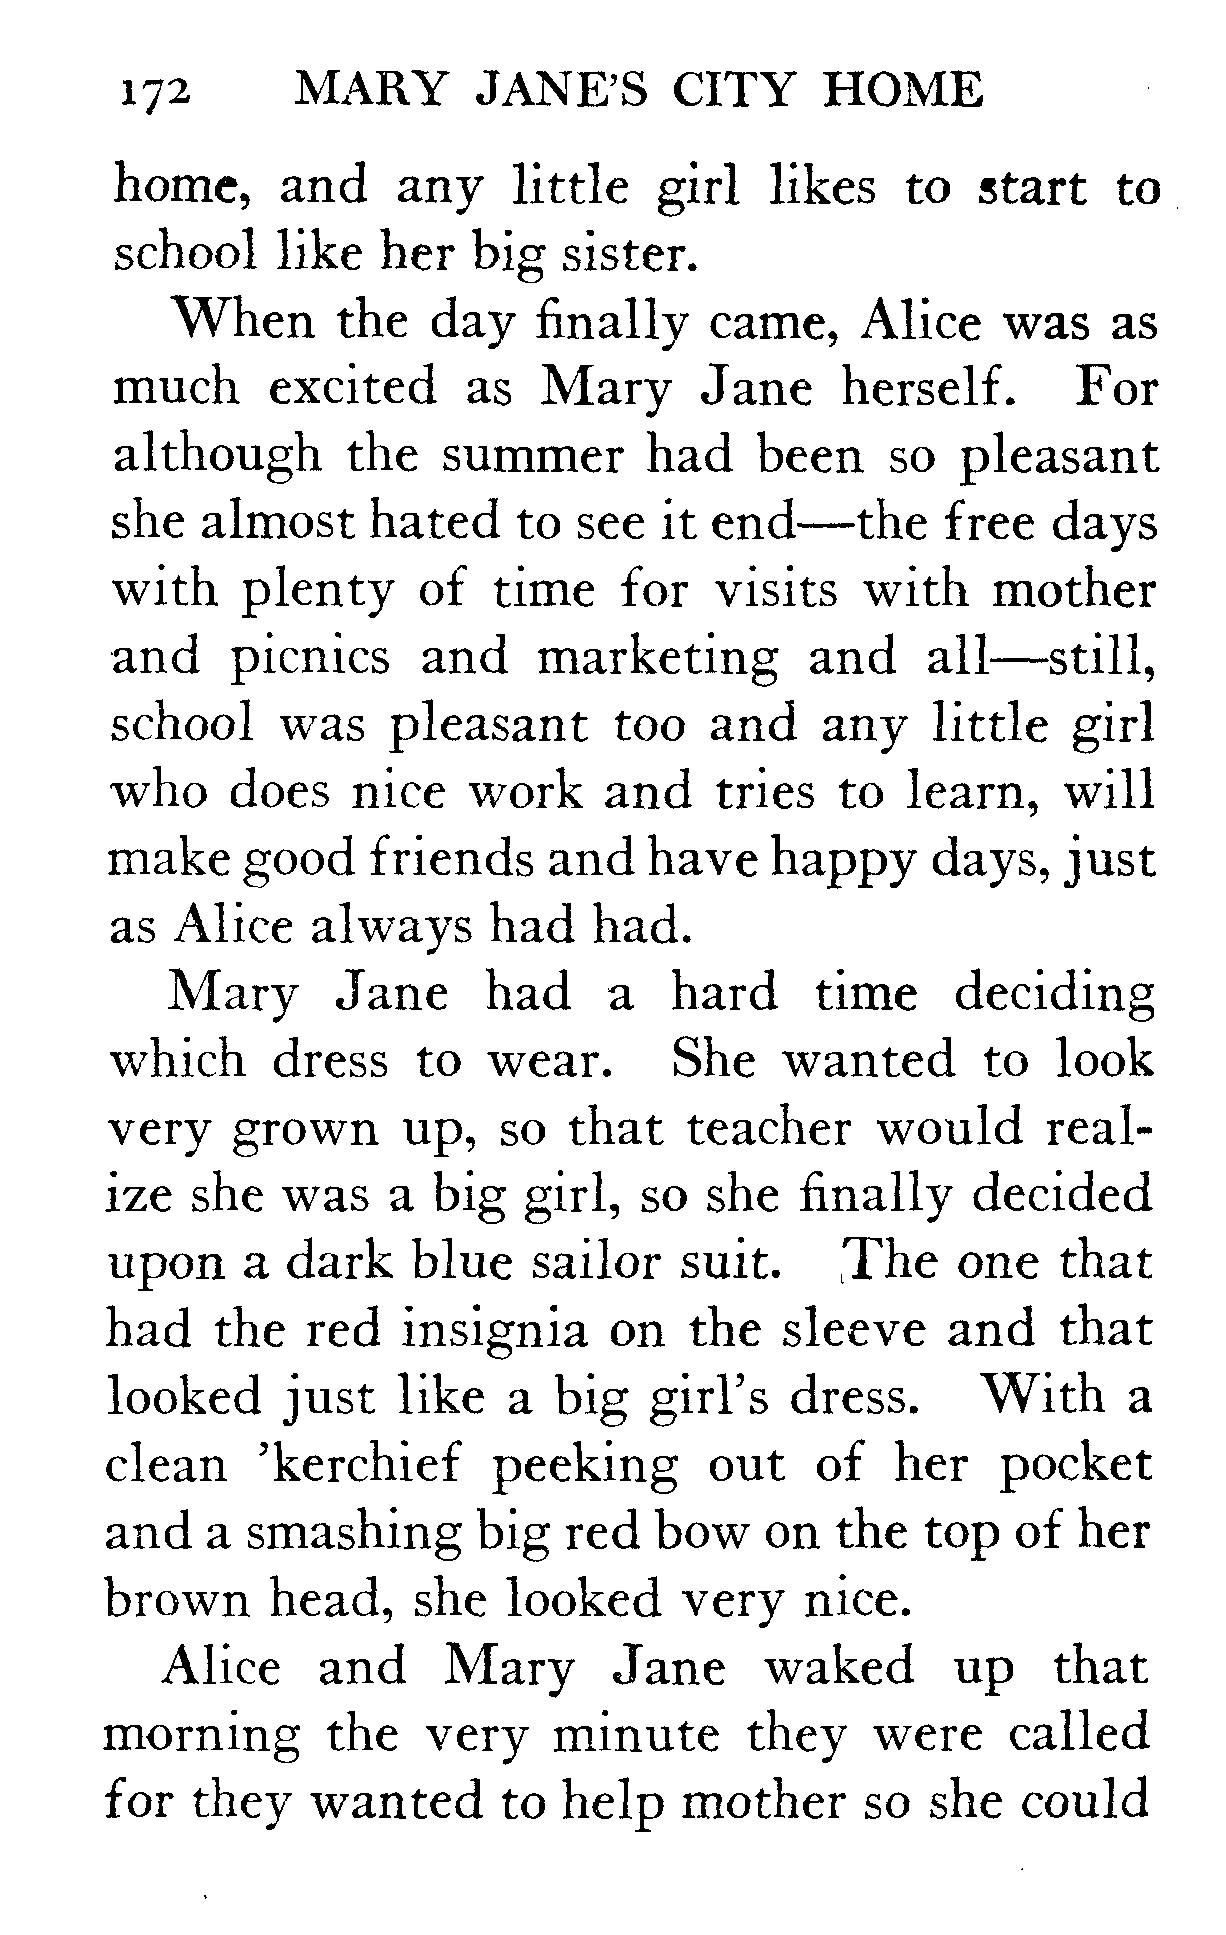 172 MARY JANE'S CITY HOME
home, and any little girl likes to start to
school like her big sister.
When the day finally came, Alice was as
much excited as Mary Jane herself. For
although the summer had been so pleasant
she almost hated to see it end—the free days
with plenty of time for visits with mother
and picnics and marketing and all—still,
school was pleasant too and any little girl
who does nice work and tries to learn, will
make good friends and have happy days, just
as Alice always had had.
Mary Jane had a hard time deciding
which dress to wear. She wanted to look
very grown up, so that teacher would real-
ize she was a big girl, so she finally decided
upon a dark blue sailor suit. The one that
had the red insignia on the sleeve and that
looked just like a big girl's dress. With a
clean 'kerchief peeking out of her pocket
and a smashing big red bow on the top of her
brown head, she looked very nice.
Alice and Mary Jane waked up that
morning the very minute they were called
for they wanted to help mother so she could